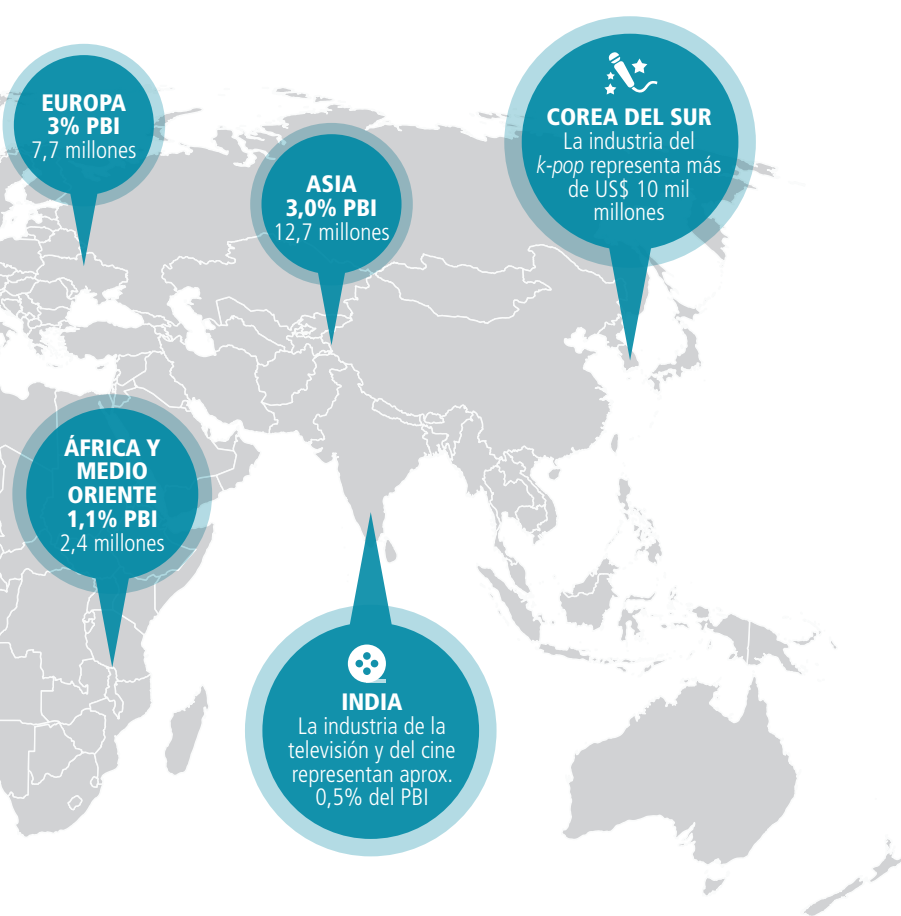 EUROPA
3% PBI
7,7 millones
ASIA
3,0% PBI
12,7 millones
COREA DEL SUR
La industria del
k-pop representa más
de US$ 10 mil
millones
ÁFRICA Y
MEDIO
ORIENTE
1,1% PBI
2,4 millones
INDIA
La industria de la
televisión y del cine
representan aprox.
0,5% del PBI